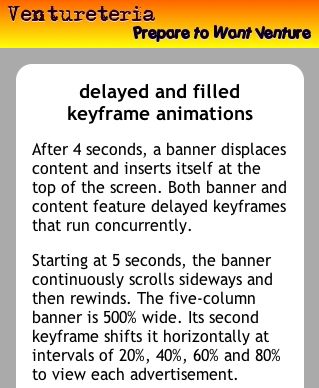 Ventureteria
Prepare to Want Venture
delayed and filled
keyframe animations
After 4 seconds, a banner displaces
content and inserts itself at the
top of the screen. Both banner and
content feature delayed keyframes
that run concurrently.
Starting at 5 seconds, the banner
continuously scrolls sideways and
then rewinds. The five-column
banner is 500% wide. Its second
keyframe shifts it horizontally at
intervals of 20%, 40%, 60% and 80%
to view each advertisement.